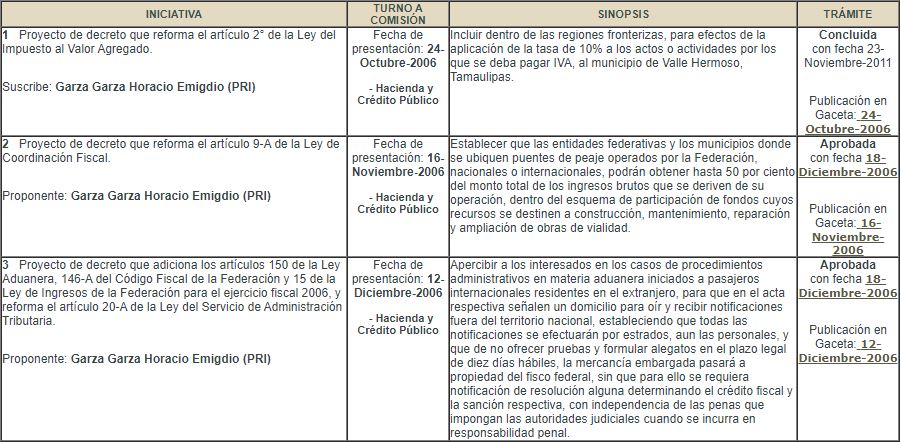 INICIATIVA
TURNO A
COMISIÓN
SINOPSIS
TRÁMITE
1 Proyecto de decreto que reforma el artículo 2° de la Ley del
Impuesto al Valor Agregado.
Suscribe: Garza Garza Horacio Emigdio (PRI)
Fecha de
presentación: 24-
Octubre-2006
- Hacienda y
Crédito Público
Incluir dentro de las regiones fronterizas, para efectos de la
aplicación de la tasa de 10% a los actos o actividades por los
que se deba pagar IVA, al municipio de Valle Hermoso,
Tamaulipas.
Concluida
con fecha 23-
Noviembre-2011
Publicación en
Gaceta: 24-
Octubre-2006
2 Proyecto de decreto que reforma el artículo 9-A de la Ley de
Coordinación Fiscal.
Proponente: Garza Garza Horacio Emigdio (PRI)
Fecha de
presentación: 16-
Noviembre-2006
- Hacienda y
Crédito Público
Establecer que las entidades federativas y los municipios donde
se ubiquen puentes de peaje operados por la Federación,
nacionales o internacionales, podrán obtener hasta 50 por ciento
del monto total de los ingresos brutos que se deriven de su
operación, dentro del esquema de participación de fondos cuyos
recursos se destinen a construcción, mantenimiento, reparación
y ampliación de obras de vialidad.
Aprobada
con fecha 18-
Diciembre-2006
Publicación en
Gaceta: 16-
Noviembre-
2006
3 Proyecto de decreto que adiciona los artículos 150 de la Ley
Aduanera, 146-A del Código Fiscal de la Federación y 15 de la
Ley de Ingresos de la Federación para el ejercicio fiscal 2006, y
reforma el artículo 20-A de la Ley del Servicio de Administración
Tributaria.
Proponente: Garza Garza Horacio Emigdio (PRI)
Fecha de
presentación: 12-
Diciembre-2006
- Hacienda y
Crédito Público
Apercibir a los interesados en los casos de procedimientos
administrativos en materia aduanera iniciados a pasajeros
internacionales residentes en el extranjero, para que en el acta
respectiva señalen un domicilio para oír y recibir notificaciones
fuera del territorio nacional, estableciendo que todas las
notificaciones se efectuarán por estrados, aun las personales, y
que de no ofrecer pruebas y formular alegatos en el plazo legal
de diez días hábiles, la mercancía embargada pasará a
propiedad del fisco federal, sin que para ello se requiera
notificación de resolución alguna determinando el crédito fiscal y
la sanción respectiva, con independencia de las penas que
impongan las autoridades judiciales cuando se incurra en
responsabilidad penal.
Aprobada
con fecha 18-
Diciembre-2006
Publicación en
Gaceta: 12-
Diciembre-2006